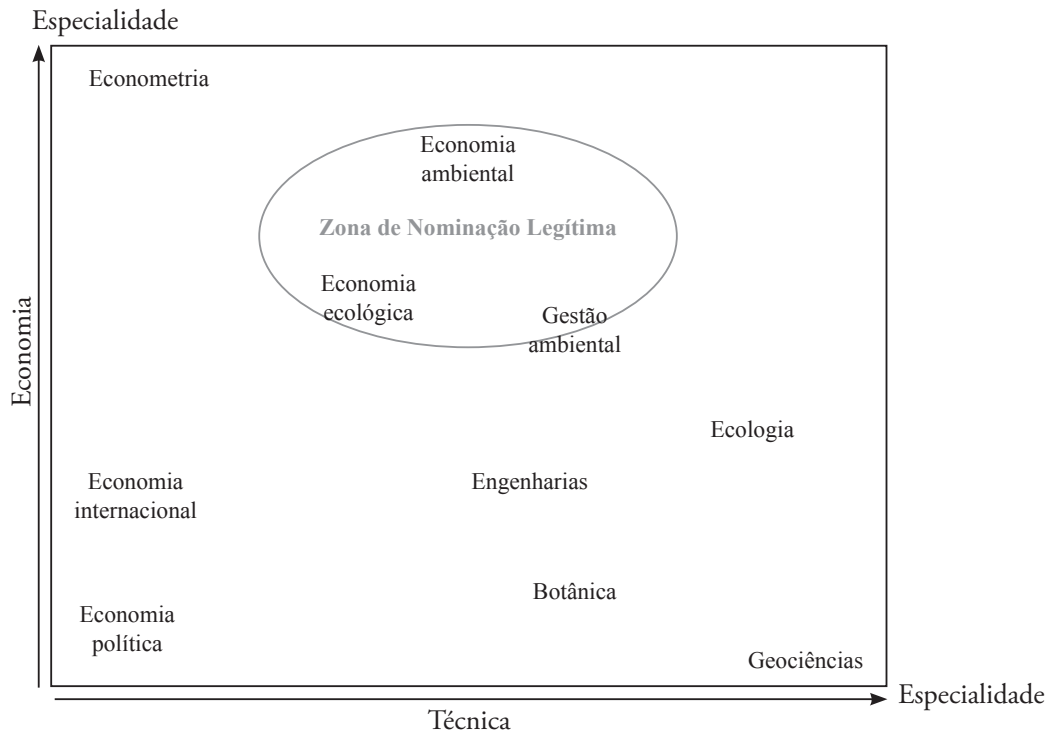 Especialidade
Econometria
Economia
ambiental
Zona de Nominação Legítima
Economia
ecológica
Gestão
ambiental
Economia
Ecologia
Economia
internacional
Engenharias
Botânica
Economia
política
Geociências
Especialidade
Técnica